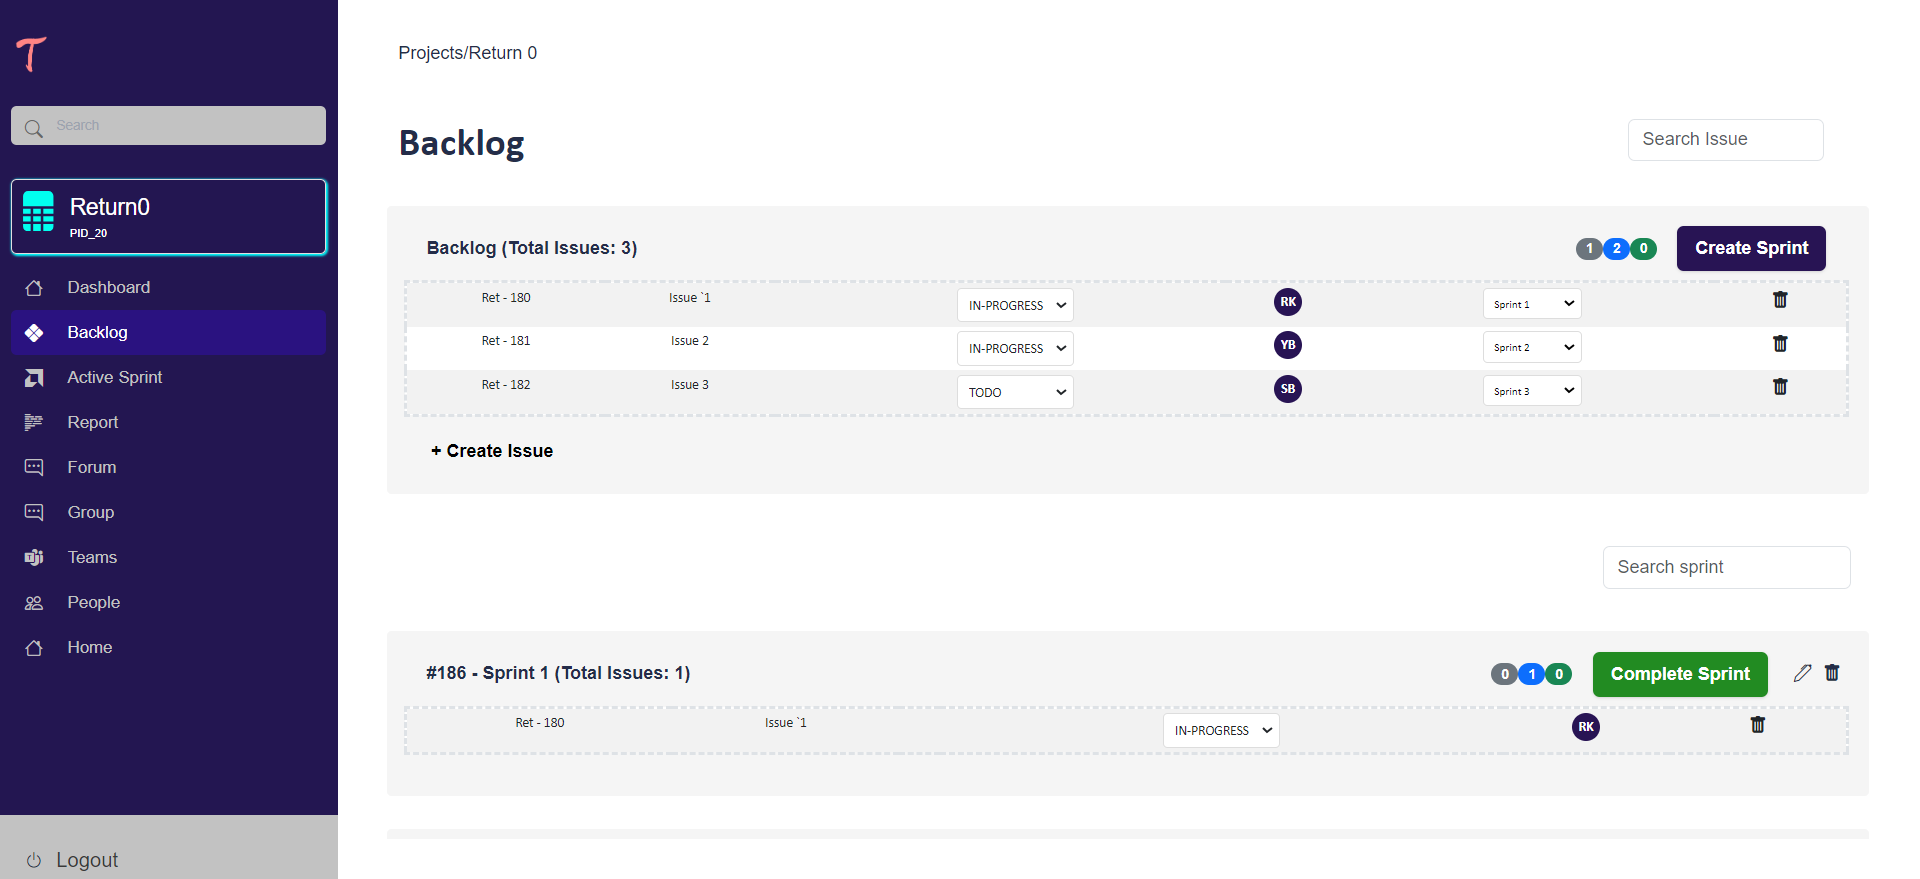 T
Search
Return0
PID_20
Dashboard
Backlog
Active Sprint
Report
Forum
Group
Teams
People
Home
Logout
Projects/Return 0
Backlog
Search Issue
Backlog (Total Issues: 3) 1 2 0 Create Sprint
Ret - 180 Issue `1 IN-PROGRESS RK Sprint 1
Ret - 181 Issue 2 IN-PROGRESS YB Sprint 2
Ret - 182 Issue 3 TODO SB Sprint 3
+ Create Issue
Search sprint
#186 - Sprint 1 (Total Issues: 1) 0 1 0 Complete Sprint
Ret - 180 Issue `1 IN-PROGRESS RK